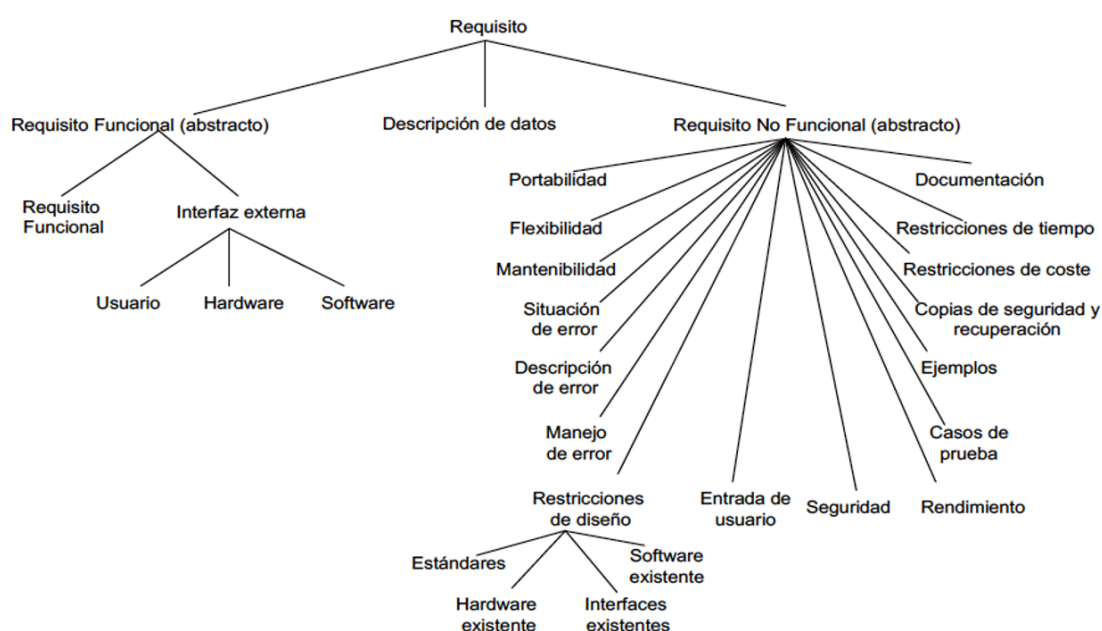 Requisito
Requisito Funcional (abstracto)
Descripción de datos
Requisito No Funcional (abstracto)
Requisito
Funcional
Interfaz externa
Usuario
Hardware
Software
Portabilidad
Documentación
Flexibilidad
Restricciones de tiempo
Mantenibilidad
Restricciones de coste
Situación
de error
Copias de seguridad y
recuperación
Descripción
de error
Ejemplos
Manejo
de error
Casos de
prueba
Restricciones
de diseño
Entrada de
usuario
Seguridad
Rendimiento
Estándares
Software
existente
Hardware
existente
Interfaces
existentes